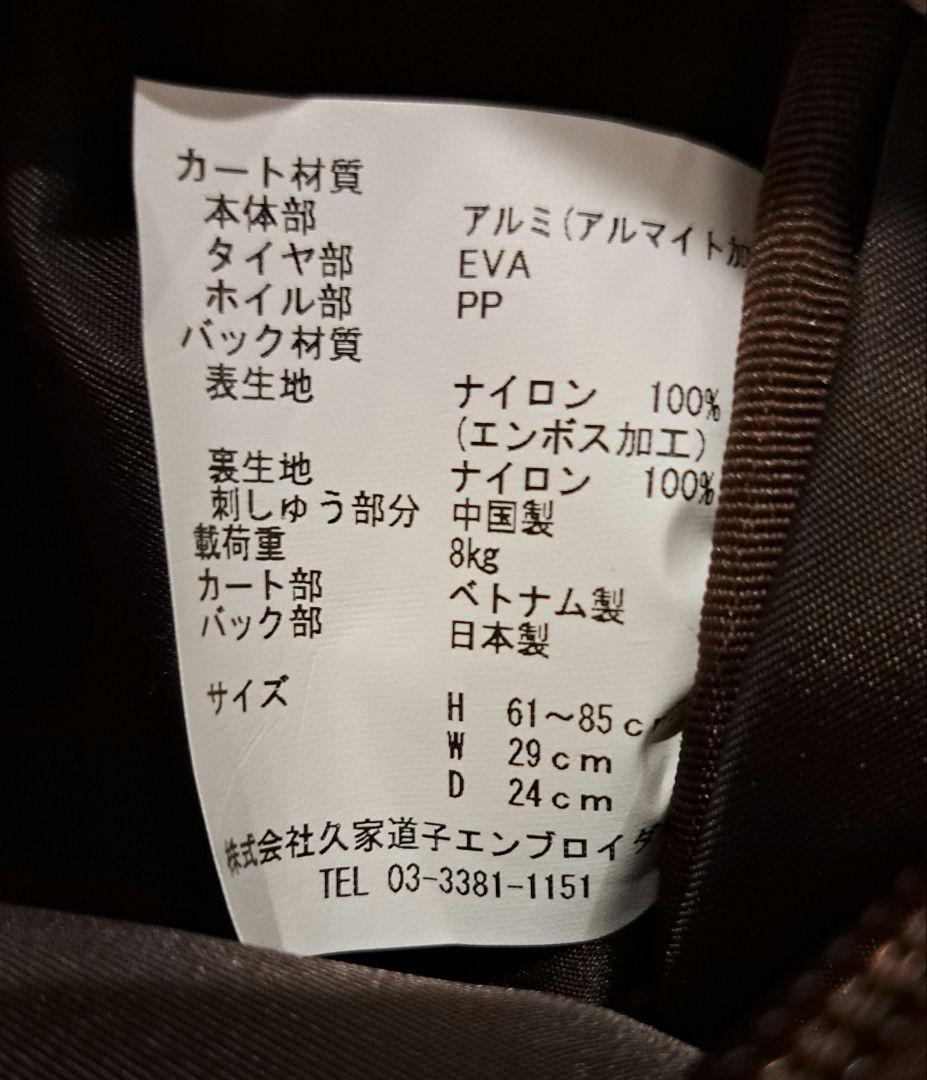 カート材質
本体部 アルミ(アルマイト加
タイヤ部 EVA
ホイル部 PP
バック材質
表生地 ナイロン 100%
(エンボス加工)
裏生地 ナイロン 100%
刺しゅう部分 中国製
載荷重 8kg
カート部 ベトナム製
バック部 日本製
サイズ H 61～85cm
W 29cm
D 24cm
株式会社久家道子エンブロイダ
TEL 03-3381-1151